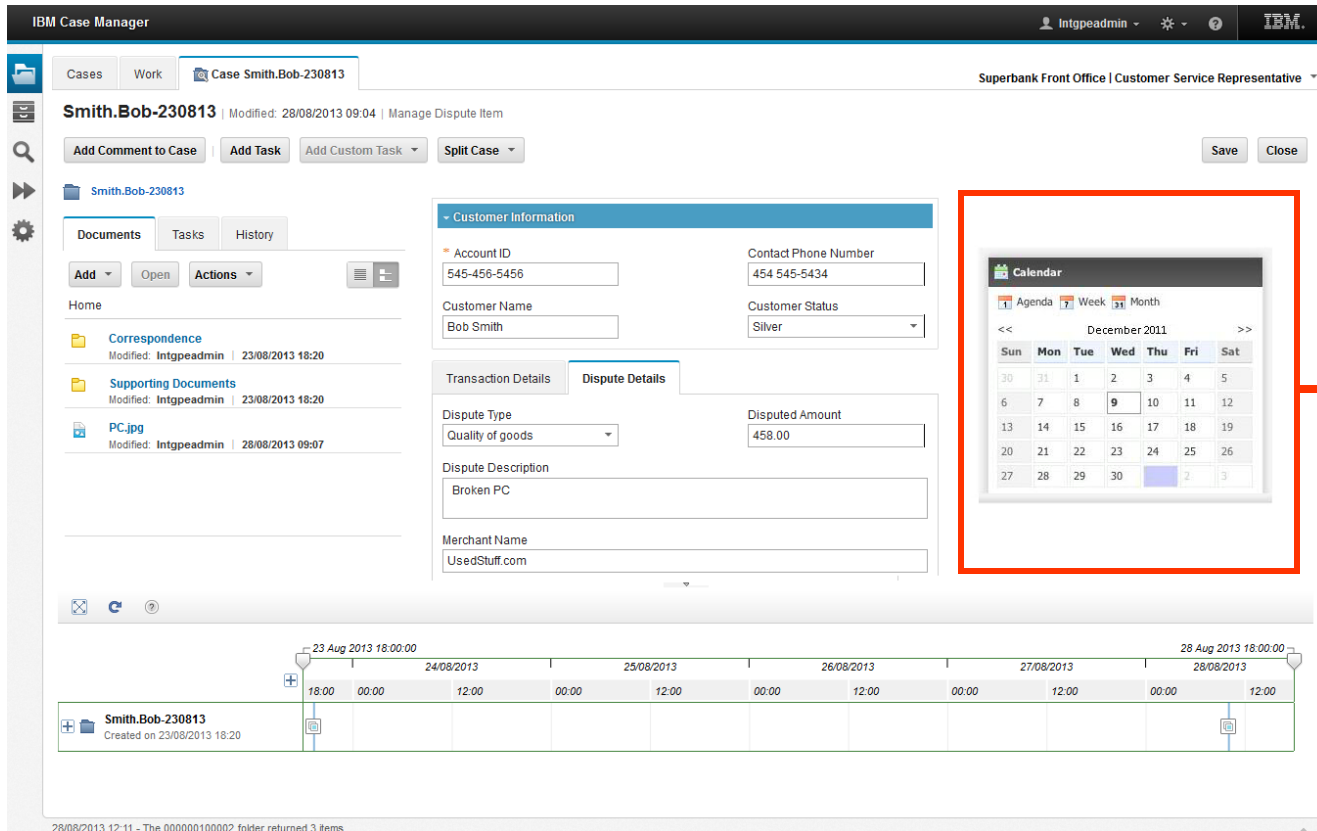 IBM Case Manager
Intgpeadmin
IBM.
Cases Work Case Smith.Bob-230813
Superbank Front Office | Customer Service Representative
Smith.Bob-230813 | Modified: 28/08/2013 09:04 | Manage Dispute Item
Add Comment to Case | Add Task Add Custom Task Split Case Save Close
Smith.Bob-230813
Documents Tasks History
Add Open Actions
Home
Correspondence
Modified: Intgpeadmin | 23/08/2013 18:20
Supporting Documents
Modified: Intgpeadmin | 23/08/2013 18:20
PC.jpg
Modified: Intgpeadmin | 28/08/2013 09:07
Customer Information
* Account ID Contact Phone Number
545-456-5456 454 545-5434
Customer Name Customer Status
Bob Smith Silver
Transaction Details Dispute Details
Dispute Type Disputed Amount
Quality of goods 458.00
Dispute Description
Broken PC
Merchant Name
UsedStuff.com
Calendar
1 Agenda 7 Week 31 Month
<< December 2011 >>
Sun Mon Tue Wed Thu Fri Sat
30 31 1 2 3 4 5
6 7 8 9 10 11 12
13 14 15 16 17 18 19
20 21 22 23 24 25 26
27 28 29 30 2 3
23 Aug 2013 18:00:00 28 Aug 2013 18:00:00
24/08/2013 25/08/2013 26/08/2013 27/08/2013 28/08/2013
18:00 00:00 12:00 00:00 12:00 00:00 12:00 00:00 12:00 00:00 12:00
Smith.Bob-230813
Created on 23/08/2013 18:20
28/08/2013 12:11 - The 000000100002 folder returned 3 items